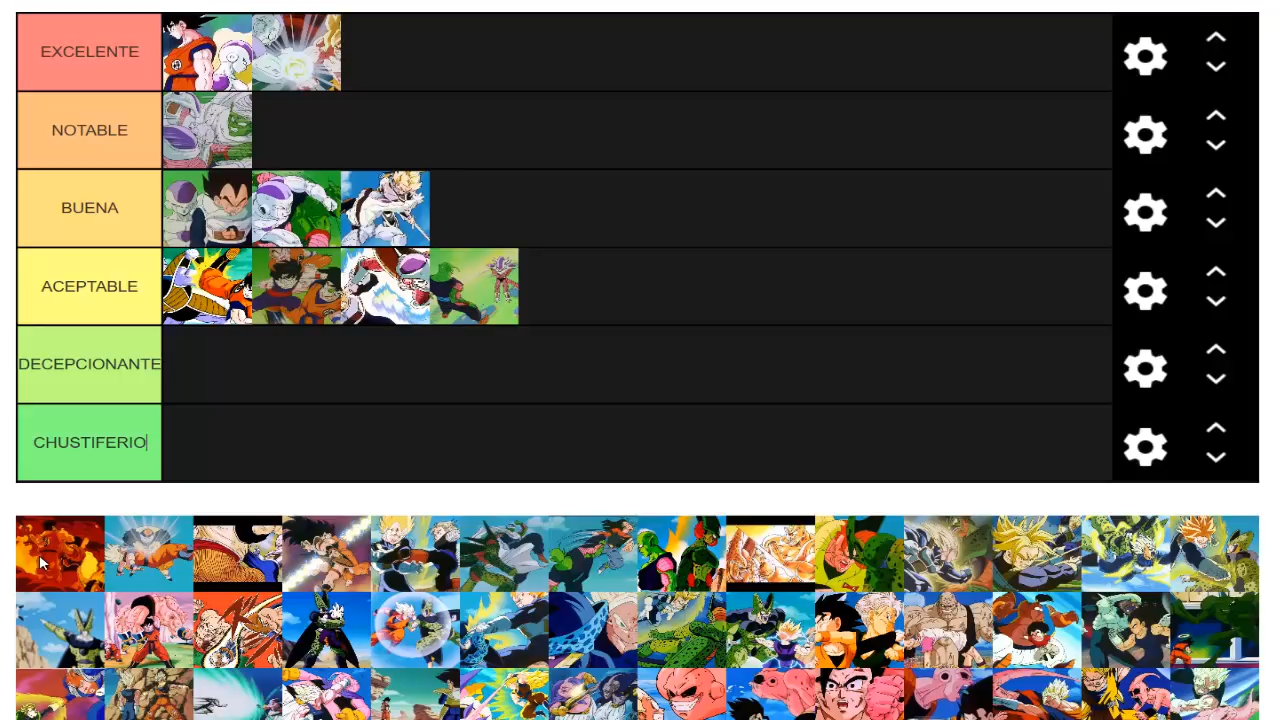 EXCELENTE
NOTABLE
BUENA
ACEPTABLE
DECEPCIONANTE
CHUSTIFERIO